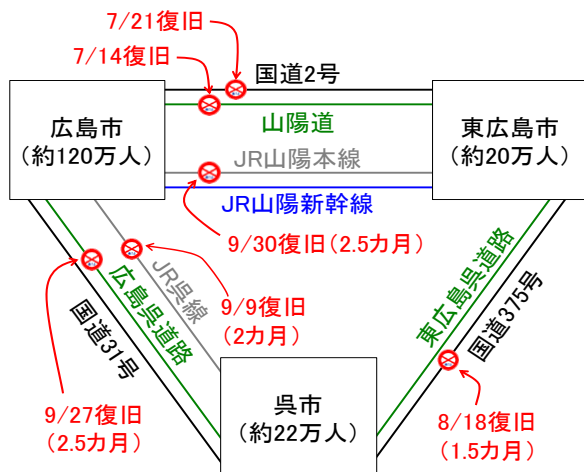 7/21復旧
7/14復旧
国道2号
山陽道
広島市
（約120万人）
東広島市
（約20万人）
JR山陽本線
JR山陽新幹線
9/30復旧（2.5カ月）
広島呉道路
JR呉線
国道31号
9/9復旧
（2カ月）
東広島呉道路
国道375号
9/27復旧
（2.5カ月）
呉市
（約22万人）
8/18復旧
（1.5カ月）